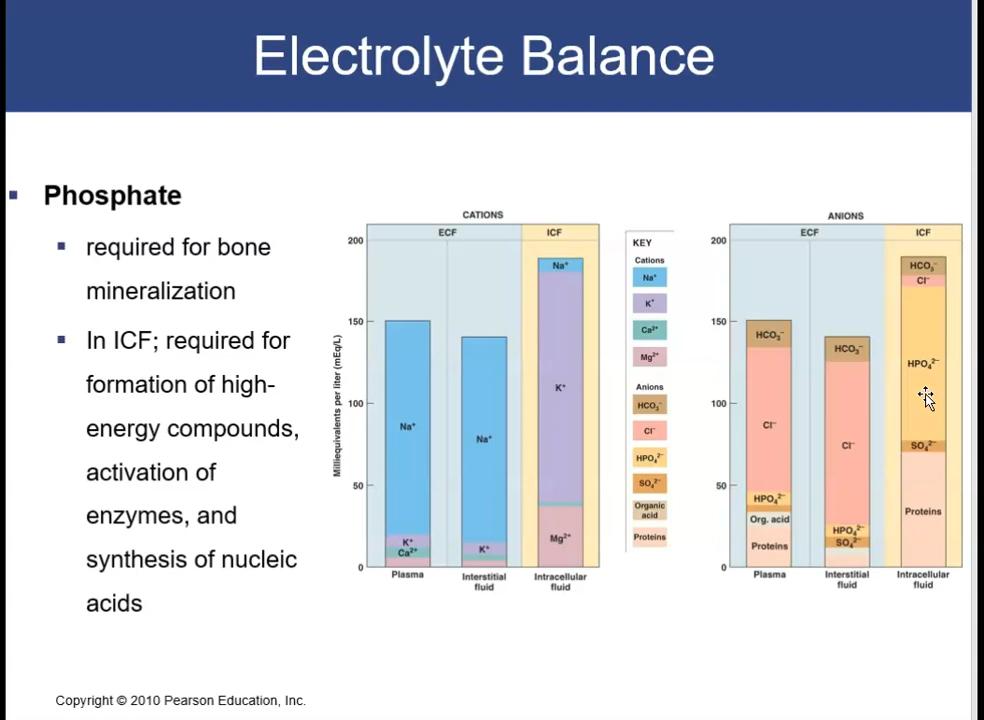 Electrolyte Balance
Phosphate
required for bone
mineralization
In ICF; required for
formation of high-
energy compounds,
activation of
enzymes, and
synthesis of nucleic
acids
CATIONS
ECF
ICF
Milliequivalents per liter (mEq/L)
200
150
100
50
0
Na⁺
K⁺
Ca²⁺
Plasma
Na⁺
K⁺
Interstitial
fluid
Na⁺
K⁺
Mg²⁺
Intracellular
fluid
KEY
Cations
Na⁺
K⁺
Ca²⁺
Mg²⁺
Anions
HCO₃⁻
Cl⁻
HPO₄²⁻
SO₄²⁻
Organic
acid
Proteins
ANIONS
ECF
ICF
200
150
100
50
0
HCO₃⁻
Cl⁻
HPO₄²⁻
Org. acid
Proteins
Plasma
HCO₃⁻
Cl⁻
HPO₄²⁻
SO₄²⁻
Interstitial
fluid
HCO₃⁻
Cl⁻
HPO₄²⁻
SO₄²⁻
Proteins
Intracellular
fluid
Copyright © 2010 Pearson Education, Inc.